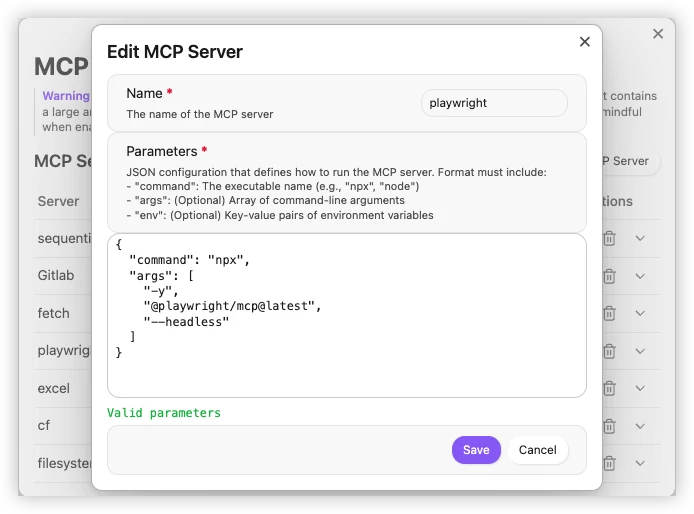 MCP
Warning
a large a
when ena
t contains
mindful
MCP Se
P Server
Server
tions
sequenti
Gitlab
fetch
playwrig
excel
cf
filesyste
Edit MCP Server
Name *
The name of the MCP server
playwright
Parameters *
JSON configuration that defines how to run the MCP server. Format must include:
- "command": The executable name (e.g., "npx", "node")
- "args": (Optional) Array of command-line arguments
- "env": (Optional) Key-value pairs of environment variables
{
"command": "npx",
"args": [
"-y",
"@playwright/mcp@latest",
"--headless"
]
}
Valid parameters
Save
Cancel